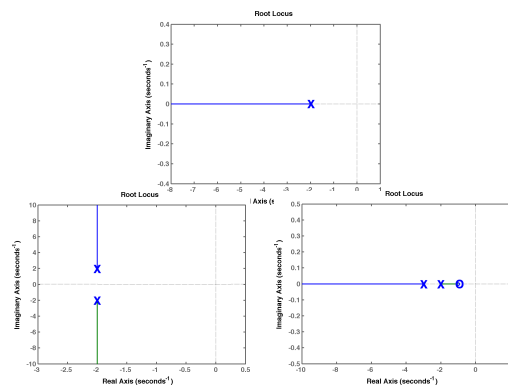 Root Locus
Imaginary Axis (seconds⁻¹)
0.4
0.3
0.2
0.1
0
-0.1
-0.2
-0.3
-0.4
X
-8 -7 -6 -5 -4 -3 -2 -1 0 1
Axis (s
Root Locus
Imaginary Axis (seconds⁻¹)
10
8
6
4
2
0
-2
-4
-6
-8
-10
X
X
-3 -2.5 -2 -1.5 -1 -0.5 0 0.5
Real Axis (seconds⁻¹)
Root Locus
Imaginary Axis (seconds⁻¹)
0.5
0.4
0.3
0.2
0.1
0
-0.1
-0.2
-0.3
-0.4
-0.5
X X O
-10 -8 -6 -4 -2 0
Real Axis (seconds⁻¹)